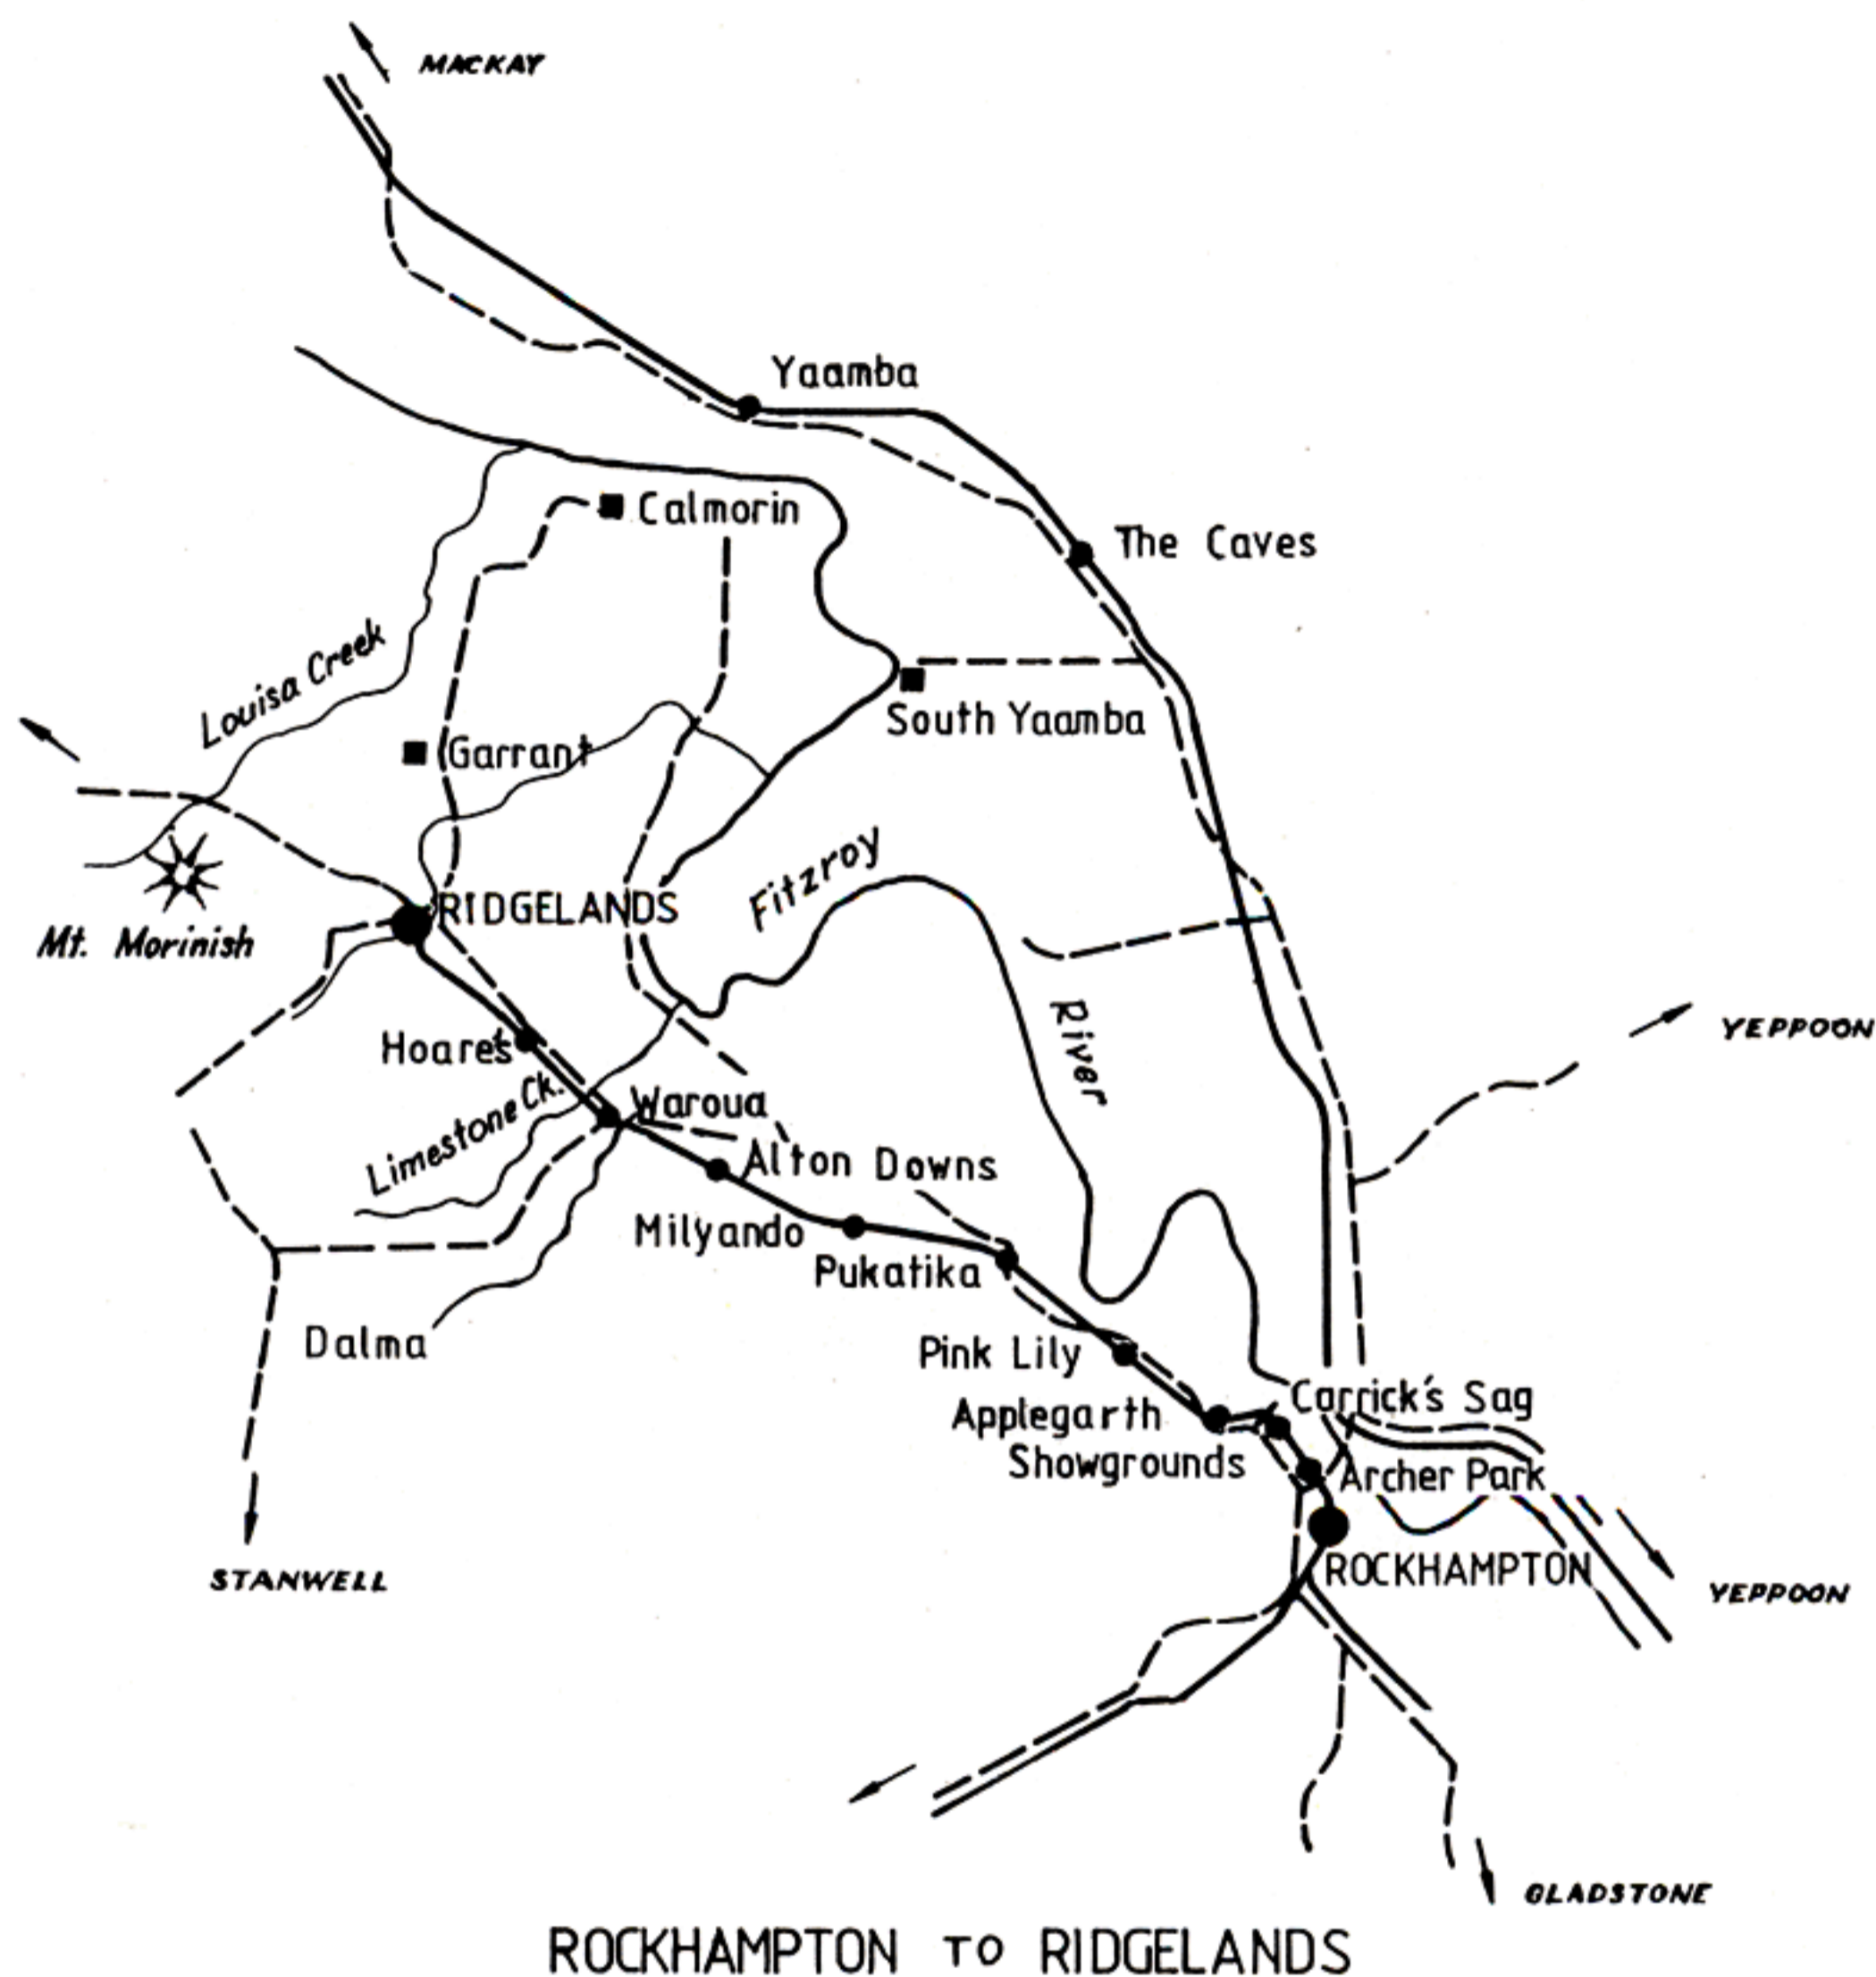 MACKAY
Yaamba
Calmorin
The Caves
Louisa Creek
South Yaamba
Garrant
Fitzroy
RIDGELANDS
Mt. Morinish
River
YEPPOON
Hoares
Limestone Ck.
Waroua
Alton Downs
Milyando
Pukatika
Dalma
Pink Lily
Carrick's Sag
Applegarth
Showgrounds
Archer Park
ROCKHAMPTON
STANWELL
YEPPOON
GLADSTONE
ROCKHAMPTON TO RIDGELANDS